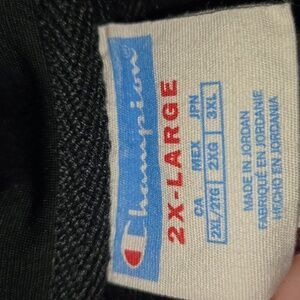 Champion
2X-LARGE
CA MEX JPN
2XL/2TG 2XG 3XL
MADE IN JORDAN
FABRIQUÉ EN JORDANIE
HECHO EN JORDANIA